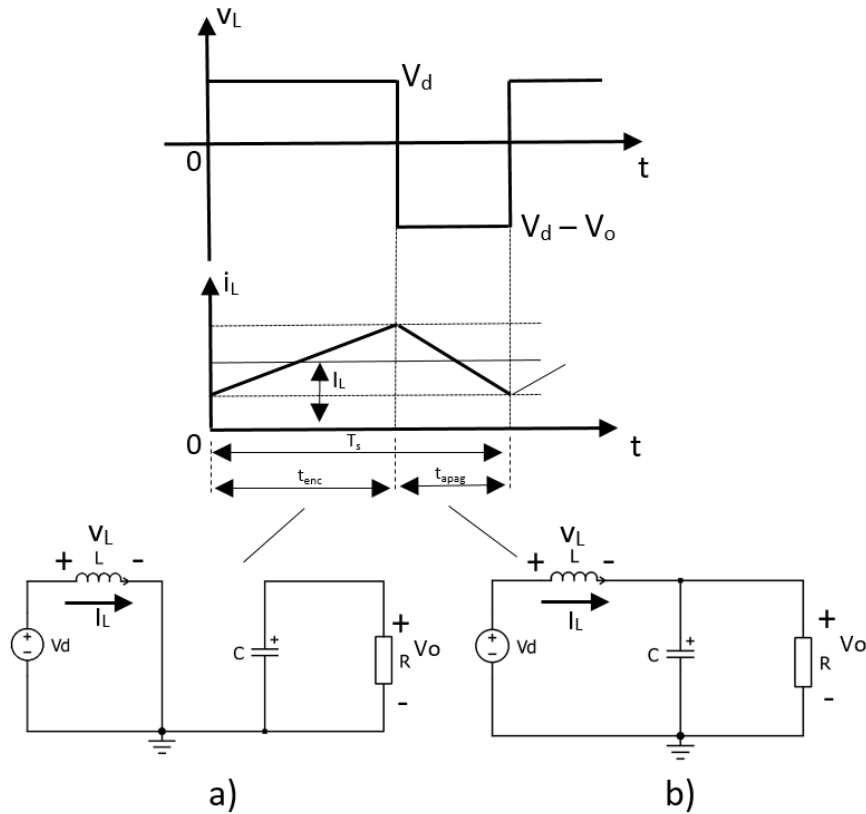 vL
Vd
0
t
Vd – Vo
iL
IL
0
Ts
t
tenc
tapag
vL
+ L -
IL
Vd
C
+
R
+
Vo
-
vL
+ L -
IL
Vd
C
+
R
+
Vo
-
a)
b)